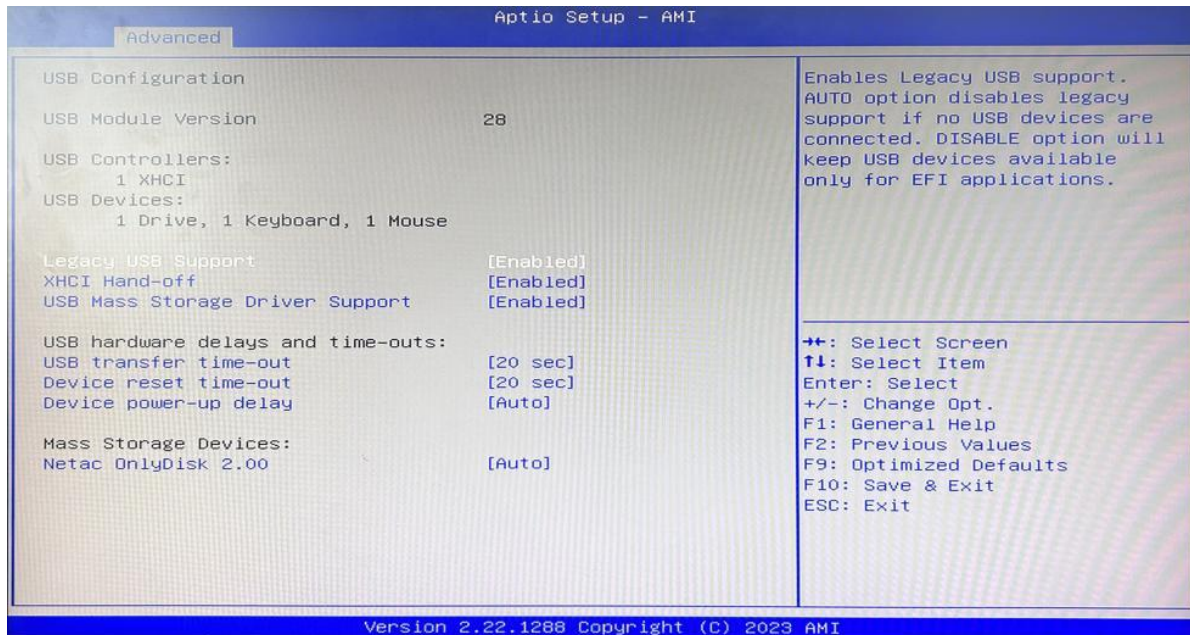 Aptio Setup – AMI
Advanced
USB Configuration
USB Module Version 28
USB Controllers:
1 XHCI
USB Devices:
1 Drive, 1 Keyboard, 1 Mouse
Legacy USB Support [Enabled]
XHCI Hand-off [Enabled]
USB Mass Storage Driver Support [Enabled]
USB hardware delays and time-outs:
USB transfer time-out [20 sec]
Device reset time-out [20 sec]
Device power-up delay [Auto]
Mass Storage Devices:
Netac OnlyDisk 2.00 [Auto]
Enables Legacy USB support.
AUTO option disables legacy
support if no USB devices are
connected. DISABLE option will
keep USB devices available
only for EFI applications.
→←: Select Screen
↑↓: Select Item
Enter: Select
+/-: Change Opt.
F1: General Help
F2: Previous Values
F9: Optimized Defaults
F10: Save & Exit
ESC: Exit
Version 2.22.1288 Copyright (C) 2023 AMI